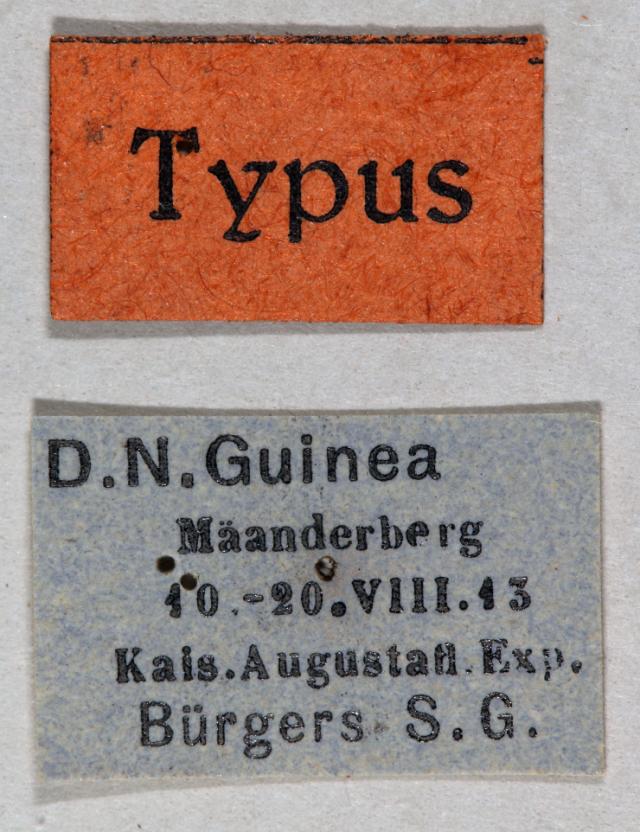 Typus
D.N.Guinea
Mäanderberg
10.-20.VIII.13
Kais.Augustafl.Exp.
Bürgers S.G.